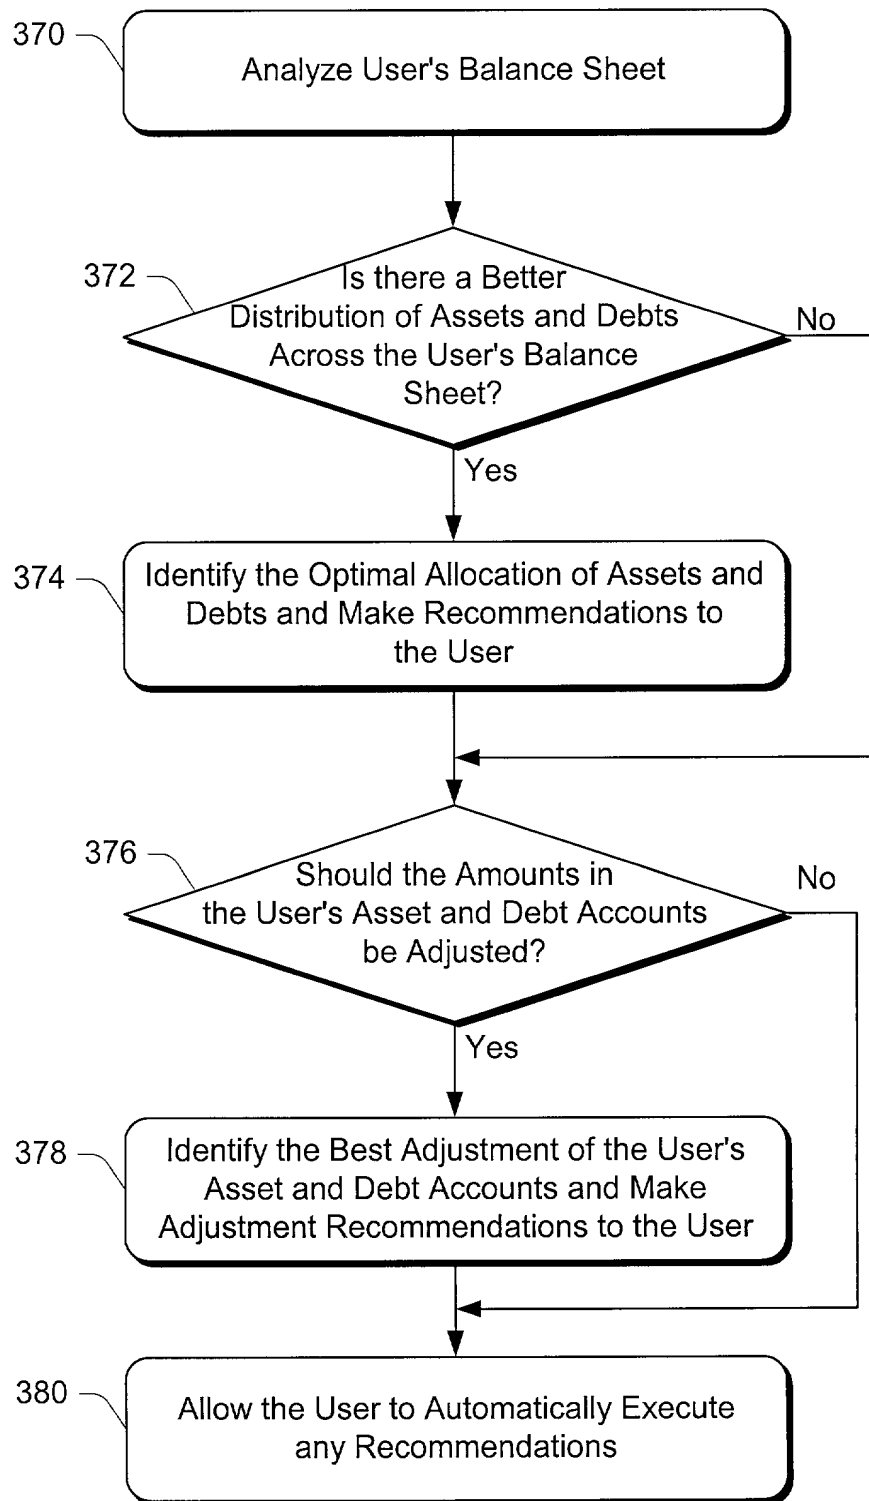 370
Analyze User's Balance Sheet
372
Is there a Better
Distribution of Assets and Debts
Across the User's Balance
Sheet?
No
Yes
374
Identify the Optimal Allocation of Assets and
Debts and Make Recommendations to
the User
376
Should the Amounts in
the User's Asset and Debt Accounts
be Adjusted?
No
Yes
378
Identify the Best Adjustment of the User's
Asset and Debt Accounts and Make
Adjustment Recommendations to the User
380
Allow the User to Automatically Execute
any Recommendations